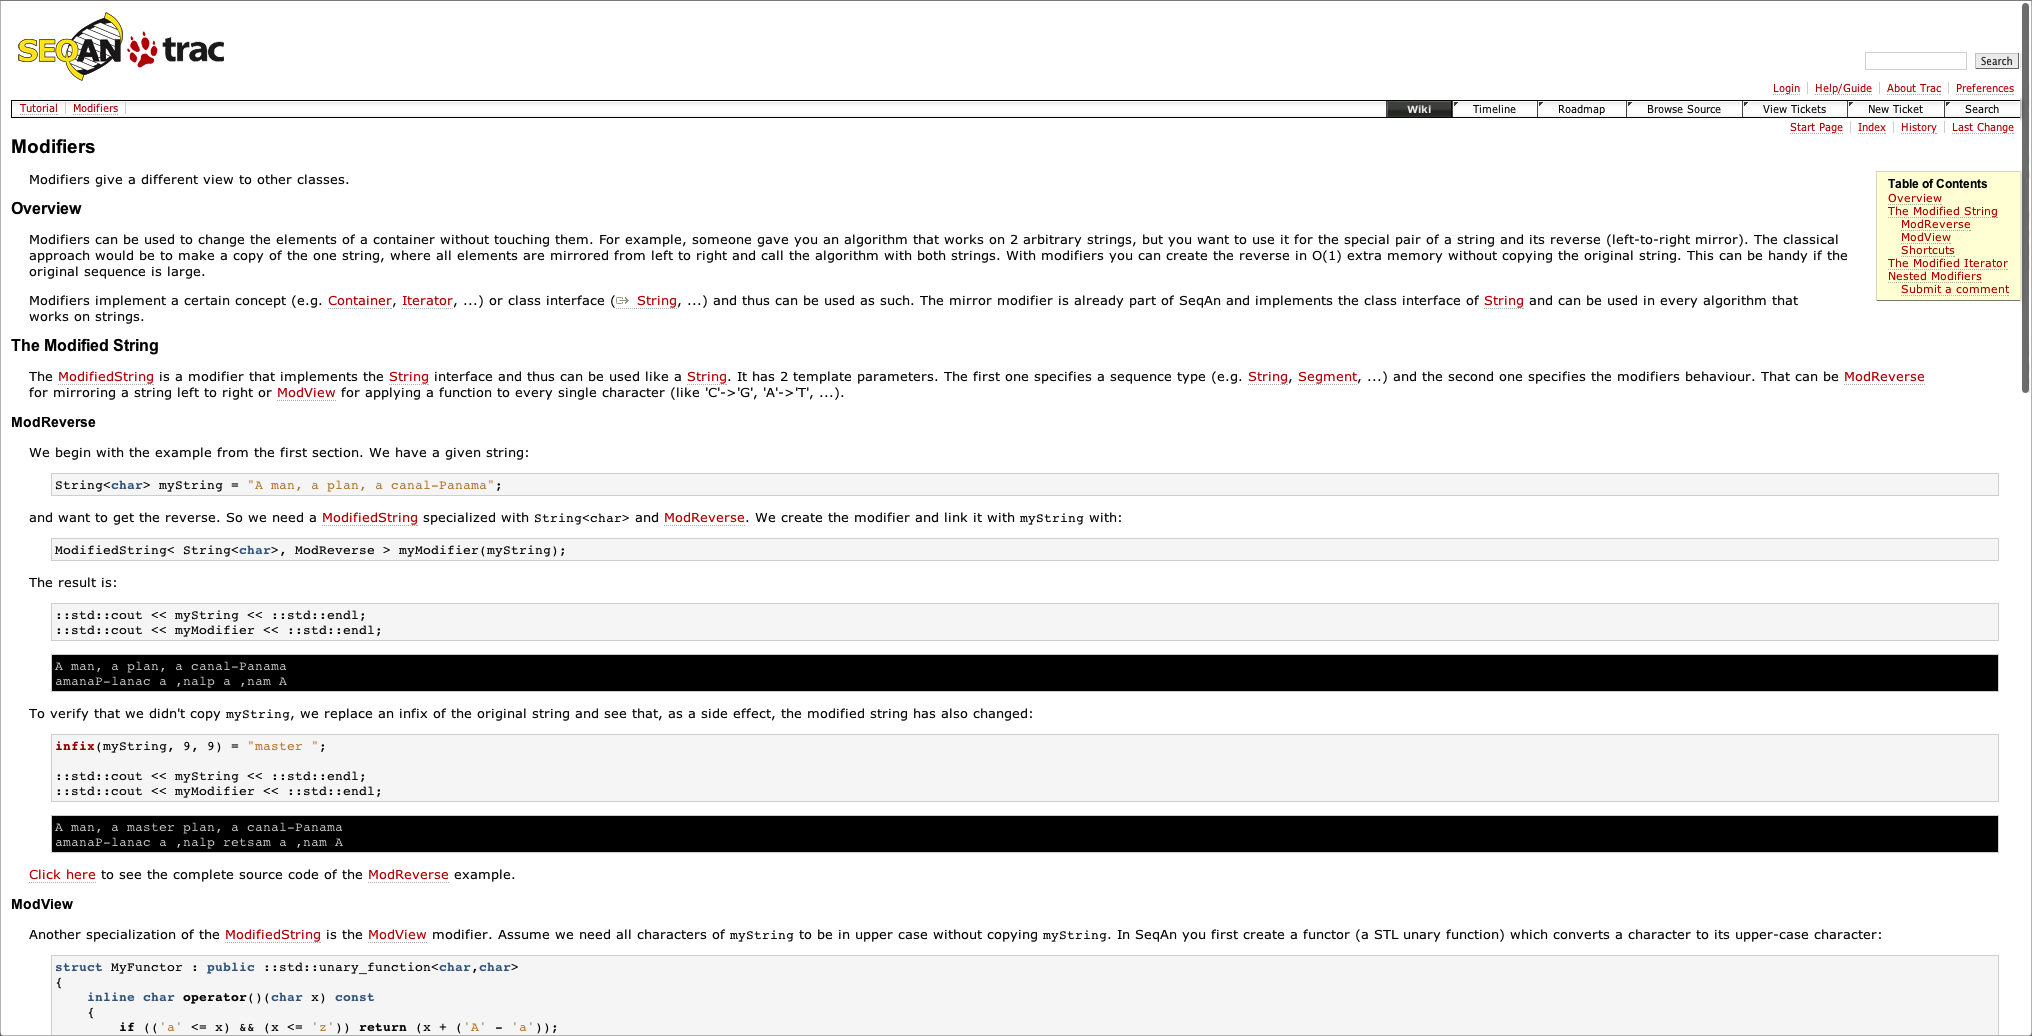 SEQAN trac
Search
Login Help/Guide About Trac Preferences
Tutorial Modifiers Wiki Timeline Roadmap Browse Source View Tickets New Ticket Search
Start Page Index History Last Change
Modifiers
Modifiers give a different view to other classes.
Table of Contents
Overview
The Modified String
ModReverse
ModView
Shortcuts
The Modified Iterator
Nested Modifiers
Submit a comment
Overview
Modifiers can be used to change the elements of a container without touching them. For example, someone gave you an algorithm that works on 2 arbitrary strings, but you want to use it for the special pair of a string and its reverse (left-to-right mirror). The classical
approach would be to make a copy of the one string, where all elements are mirrored from left to right and call the algorithm with both strings. With modifiers you can create the reverse in O(1) extra memory without copying the original string. This can be handy if the
original sequence is large.
Modifiers implement a certain concept (e.g. Container, Iterator, ...) or class interface (String, ...) and thus can be used as such. The mirror modifier is already part of SeqAn and implements the class interface of String and can be used in every algorithm that
works on strings.
The Modified String
The ModifiedString is a modifier that implements the String interface and thus can be used like a String. It has 2 template parameters. The first one specifies a sequence type (e.g. String, Segment, ...) and the second one specifies the modifiers behaviour. That can be ModReverse
for mirroring a string left to right or ModView for applying a function to every single character (like 'C'->'G', 'A'->'T', ...).
ModReverse
We begin with the example from the first section. We have a given string:
String<char> myString = "A man, a plan, a canal-Panama";
and want to get the reverse. So we need a ModifiedString specialized with String<char> and ModReverse. We create the modifier and link it with myString with:
ModifiedString< String<char>, ModReverse > myModifier(myString);
The result is:
::std::cout << myString << ::std::endl;
::std::cout << myModifier << ::std::endl;
A man, a plan, a canal-Panama
amanaP-lanac a ,nalp a ,nam A
To verify that we didn't copy myString, we replace an infix of the original string and see that, as a side effect, the modified string has also changed:
infix(myString, 9, 9) = "master ";
::std::cout << myString << ::std::endl;
::std::cout << myModifier << ::std::endl;
A man, a master plan, a canal-Panama
amanaP-lanac a ,nalp retsam a ,nam A
Click here to see the complete source code of the ModReverse example.
ModView
Another specialization of the ModifiedString is the ModView modifier. Assume we need all characters of myString to be in upper case without copying myString. In SeqAn you first create a functor (a STL unary function) which converts a character to its upper-case character:
struct MyFunctor : public ::std::unary_function<char,char>
{
inline char operator()(char x) const
{
if (('a' <= x) && (x <= 'z')) return (x + ('A' - 'a'));